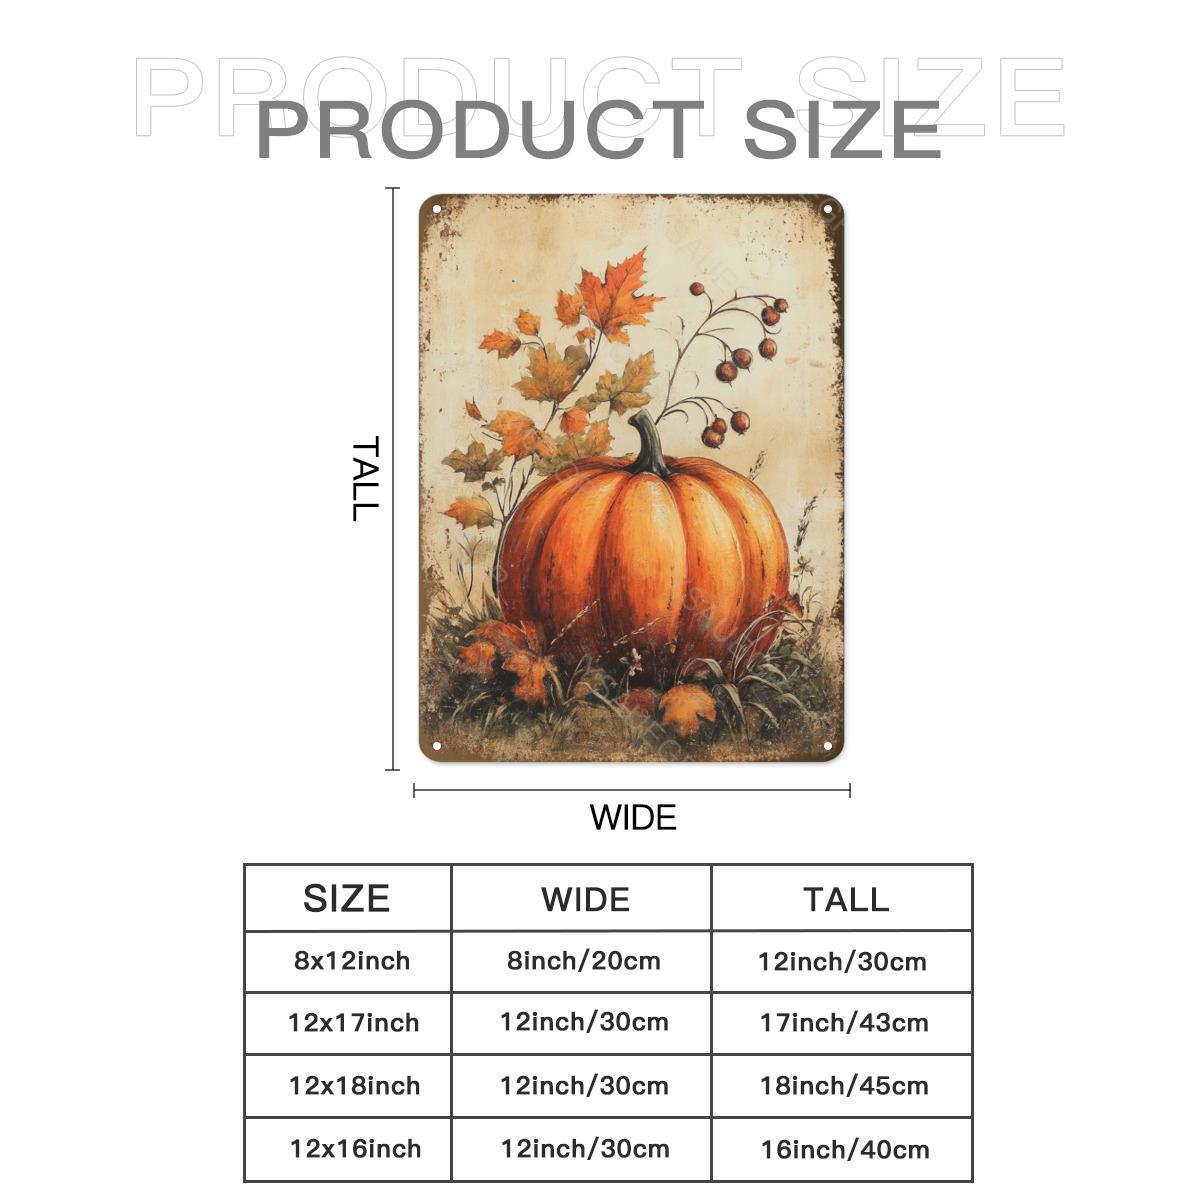 PRODUCT SIZE
PRODUCT SIZE
TALL
WIDE
SIZE WIDE TALL
8x12inch 8inch/20cm 12inch/30cm
12x17inch 12inch/30cm 17inch/43cm
12x18inch 12inch/30cm 18inch/45cm
12x16inch 12inch/30cm 16inch/40cm